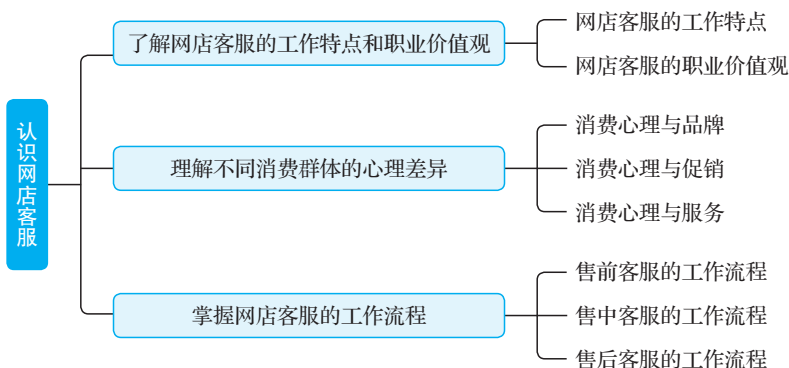 认识网店客服
了解网店客服的工作特点和职业价值观
网店客服的工作特点
网店客服的职业价值观
理解不同消费群体的心理差异
消费心理与品牌
消费心理与促销
消费心理与服务
掌握网店客服的工作流程
售前客服的工作流程
售中客服的工作流程
售后客服的工作流程